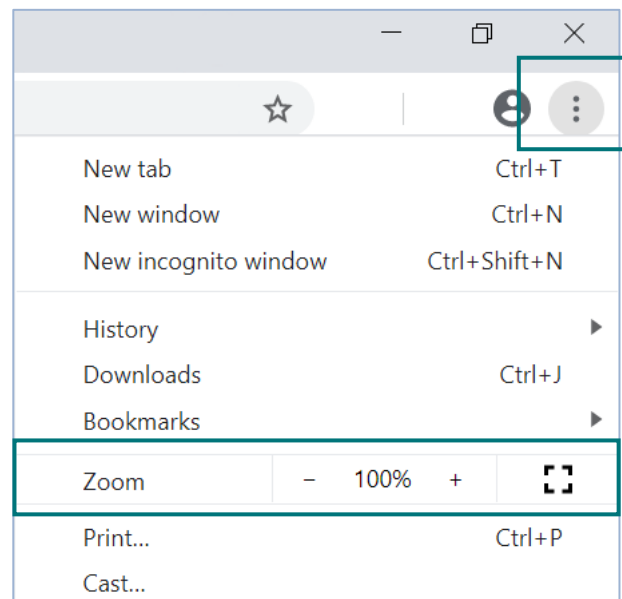 New tab Ctrl+T
New window Ctrl+N
New incognito window Ctrl+Shift+N
History
Downloads Ctrl+J
Bookmarks
Zoom - 100% +
Print... Ctrl+P
Cast...